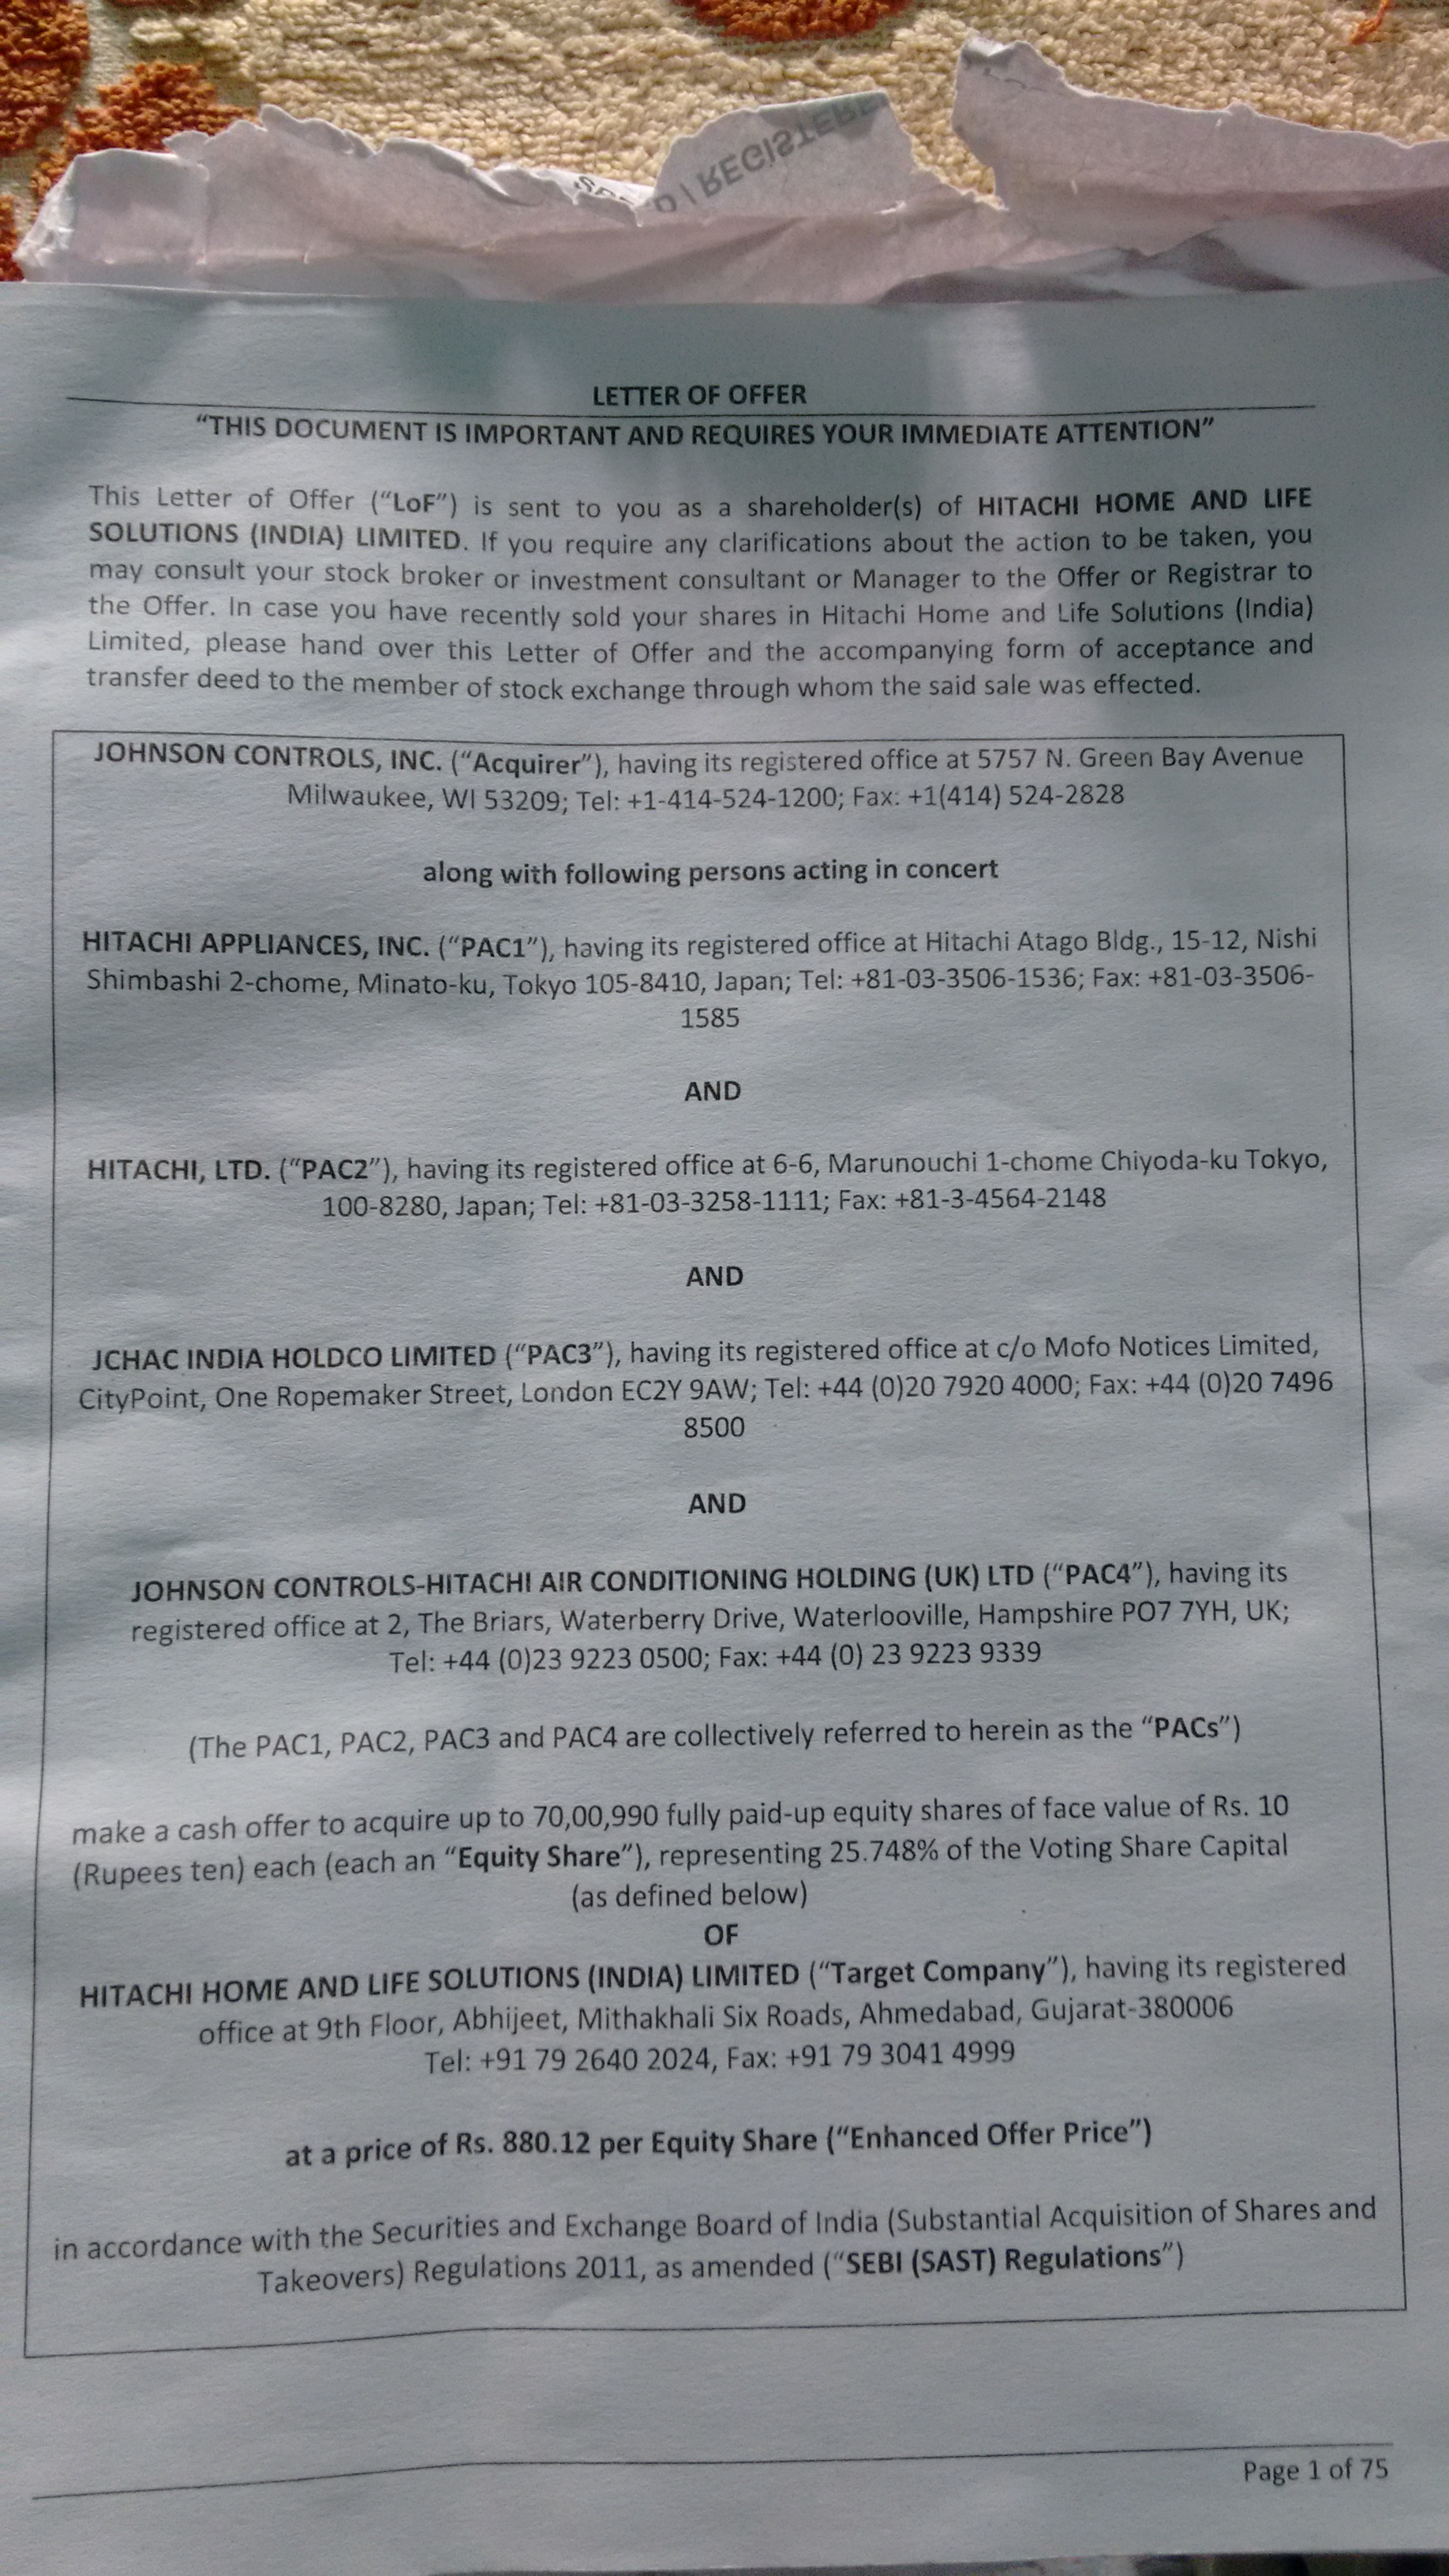 D / REGISTERE
LETTER OF OFFER
“THIS DOCUMENT IS IMPORTANT AND REQUIRES YOUR IMMEDIATE ATTENTION”
This Letter of Offer (“LoF”) is sent to you as a shareholder(s) of HITACHI HOME AND LIFE
SOLUTIONS (INDIA) LIMITED. If you require any clarifications about the action to be taken, you
may consult your stock broker or investment consultant or Manager to the Offer or Registrar to
the Offer. In case you have recently sold your shares in Hitachi Home and Life Solutions (India)
Limited, please hand over this Letter of Offer and the accompanying form of acceptance and
transfer deed to the member of stock exchange through whom the said sale was effected.
JOHNSON CONTROLS, INC. (“Acquirer”), having its registered office at 5757 N. Green Bay Avenue
Milwaukee, WI 53209; Tel: +1-414-524-1200; Fax: +1(414) 524-2828
along with following persons acting in concert
HITACHI APPLIANCES, INC. (“PAC1”), having its registered office at Hitachi Atago Bldg., 15-12, Nishi
Shimbashi 2-chome, Minato-ku, Tokyo 105-8410, Japan; Tel: +81-03-3506-1536; Fax: +81-03-3506-
1585
AND
HITACHI, LTD. (“PAC2”), having its registered office at 6-6, Marunouchi 1-chome Chiyoda-ku Tokyo,
100-8280, Japan; Tel: +81-03-3258-1111; Fax: +81-3-4564-2148
AND
JCHAC INDIA HOLDCO LIMITED (“PAC3”), having its registered office at c/o Mofo Notices Limited,
CityPoint, One Ropemaker Street, London EC2Y 9AW; Tel: +44 (0)20 7920 4000; Fax: +44 (0)20 7496
8500
AND
JOHNSON CONTROLS-HITACHI AIR CONDITIONING HOLDING (UK) LTD (“PAC4”), having its
registered office at 2, The Briars, Waterberry Drive, Waterlooville, Hampshire PO7 7YH, UK;
Tel: +44 (0)23 9223 0500; Fax: +44 (0) 23 9223 9339
(The PAC1, PAC2, PAC3 and PAC4 are collectively referred to herein as the “PACs”)
make a cash offer to acquire up to 70,00,990 fully paid-up equity shares of face value of Rs. 10
(Rupees ten) each (each an “Equity Share”), representing 25.748% of the Voting Share Capital
(as defined below)
OF
HITACHI HOME AND LIFE SOLUTIONS (INDIA) LIMITED (“Target Company”), having its registered
office at 9th Floor, Abhijeet, Mithakhali Six Roads, Ahmedabad, Gujarat-380006
Tel: +91 79 2640 2024, Fax: +91 79 3041 4999
at a price of Rs. 880.12 per Equity Share (“Enhanced Offer Price”)
in accordance with the Securities and Exchange Board of India (Substantial Acquisition of Shares and
Takeovers) Regulations 2011, as amended (“SEBI (SAST) Regulations”)
Page 1 of 75